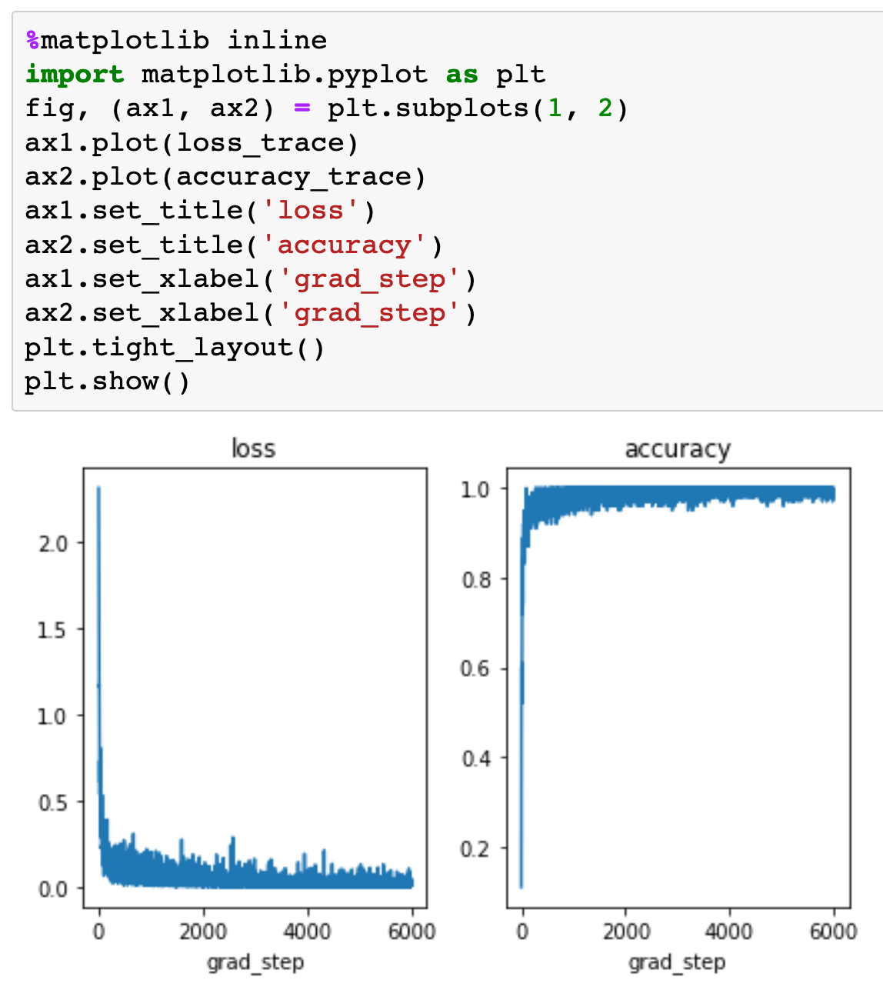 %matplotlib inline
import matplotlib.pyplot as plt
fig, (ax1, ax2) = plt.subplots(1, 2)
ax1.plot(loss_trace)
ax2.plot(accuracy_trace)
ax1.set_title('loss')
ax2.set_title('accuracy')
ax1.set_xlabel('grad_step')
ax2.set_xlabel('grad_step')
plt.tight_layout()
plt.show()
loss
2.0
1.5
1.0
0.5
0.0
0 2000 4000 6000
grad_step
accuracy
1.0
0.8
0.6
0.4
0.2
0 2000 4000 6000
grad_step